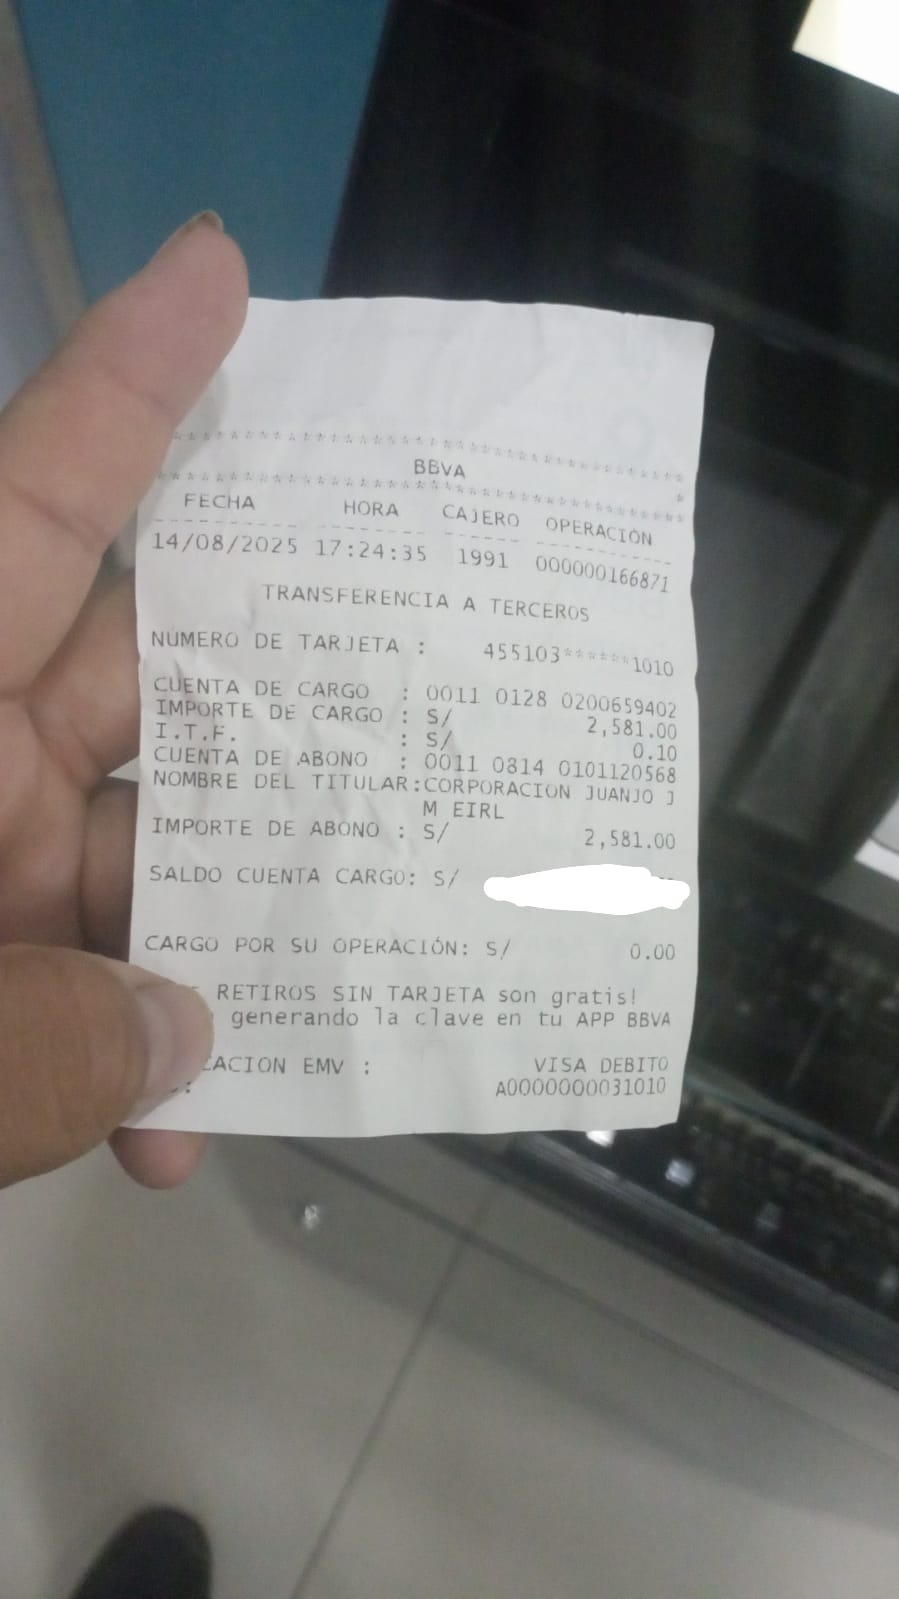 ************************************
BBVA
*
************************************
FECHA HORA CAJERO OPERACIÓN
14/08/2025 17:24:35 1991 000000166871
TRANSFERENCIA A TERCEROS
NÚMERO DE TARJETA : 455103******1010
CUENTA DE CARGO : 0011 0128 0200659402
IMPORTE DE CARGO : S/ 2,581.00
I.T.F. : S/ 0.10
CUENTA DE ABONO : 0011 0814 0101120568
NOMBRE DEL TITULAR:CORPORACION JUANJO J
M EIRL
IMPORTE DE ABONO : S/ 2,581.00
SALDO CUENTA CARGO: S/
CARGO POR SU OPERACIÓN: S/ 0.00
RETIROS SIN TARJETA son gratis!
generando la clave en tu APP BBVA
EMV : VISA DEBITO
A0000000031010